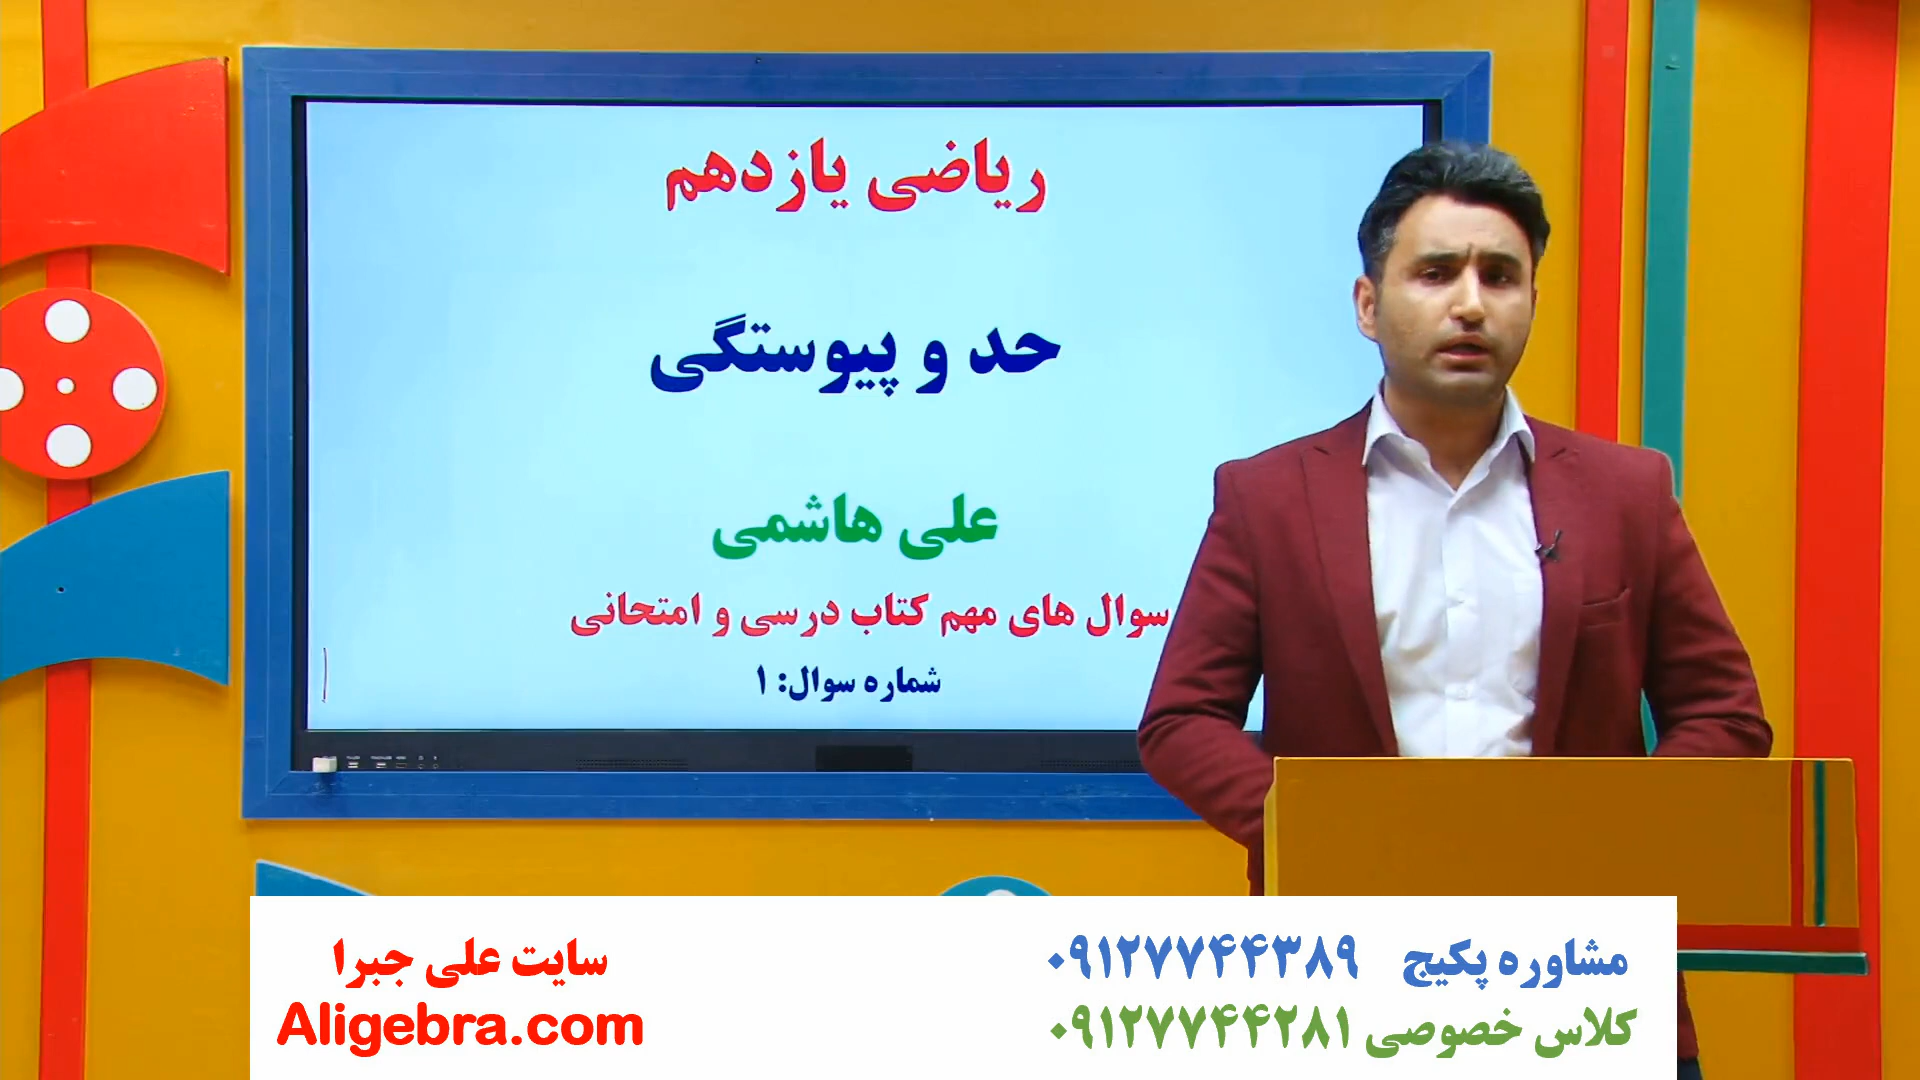 ریاضی یازدهم
حد و پیوستگی
علی هاشمی
سوال های مهم کتاب درسی و امتحانی
شماره سوال: ۱
مشاوره پکیج ۰۹۱۲۷۷۴۴۳۸۹
کلاس خصوصی ۰۹۱۲۷۷۴۴۲۸۱
سایت علی جبرا
Aligebra.com